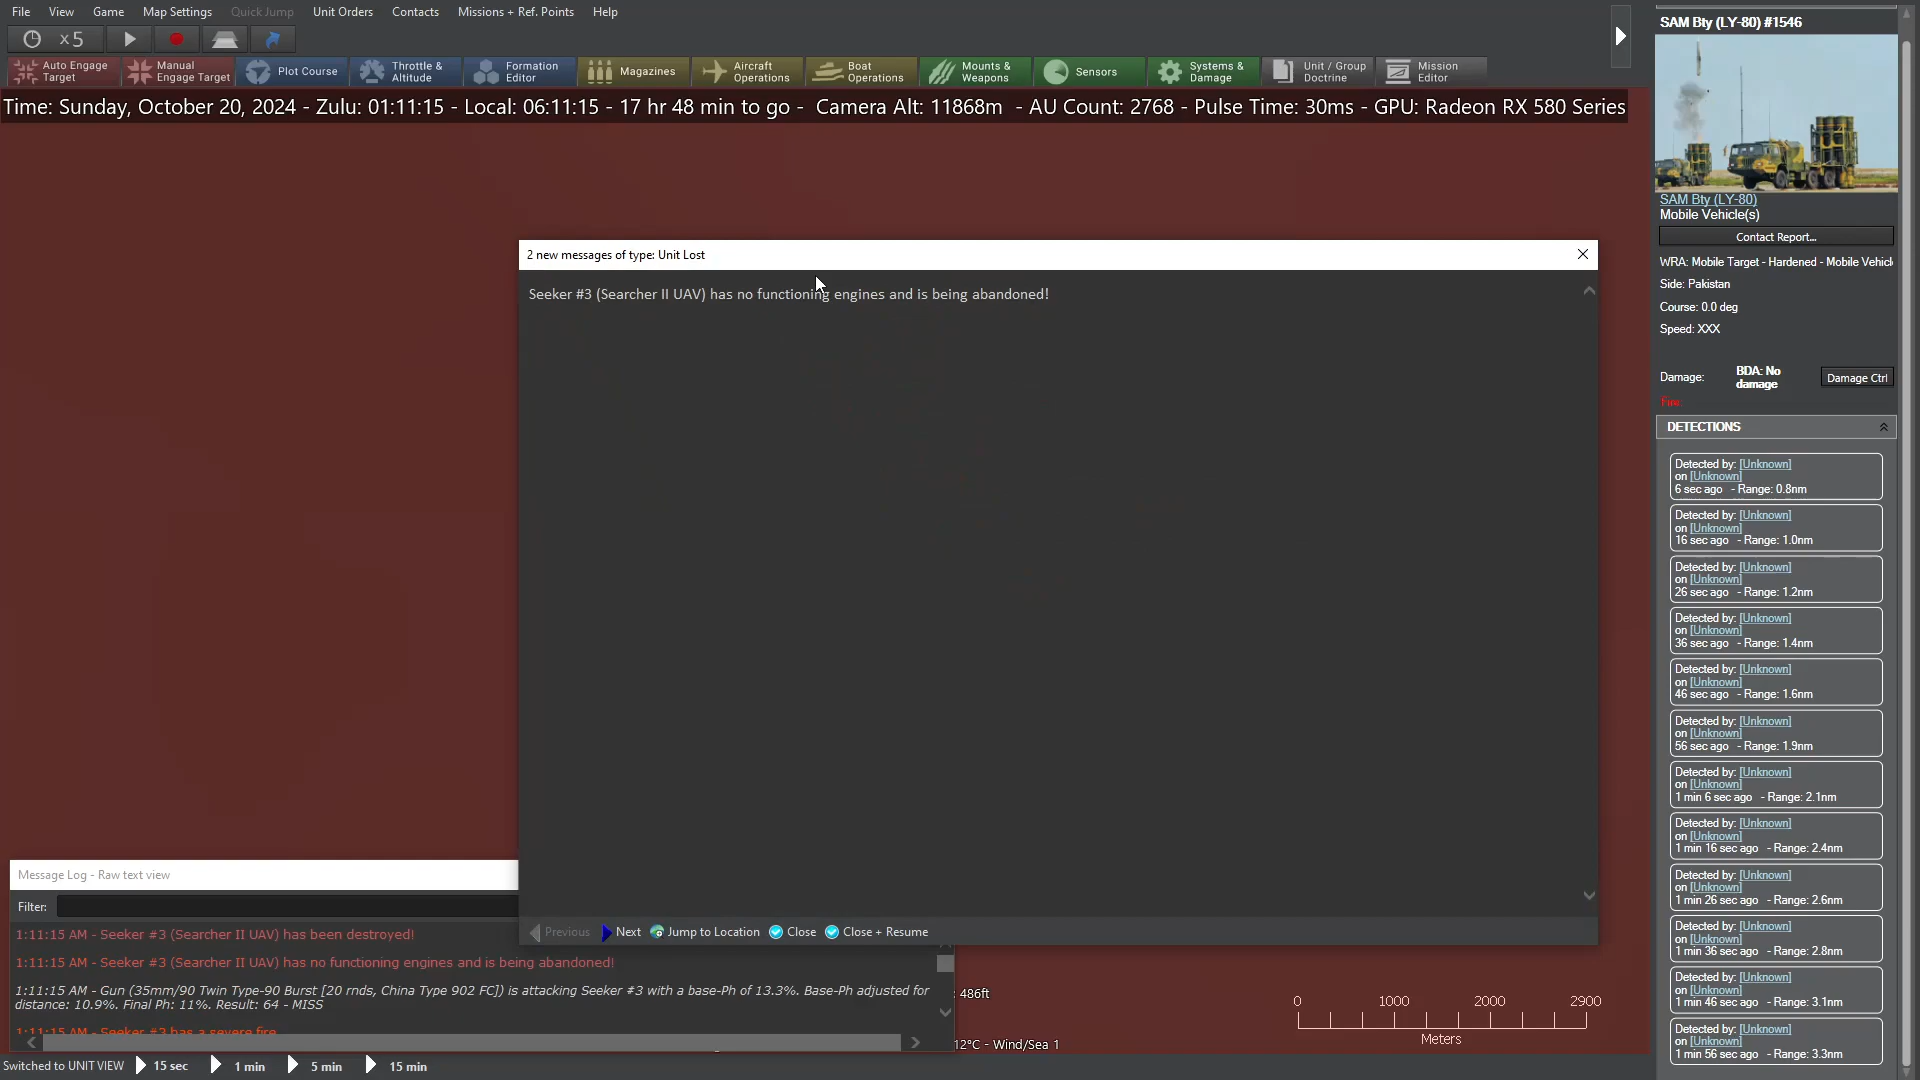 File View Game Map Settings Quick Jump Unit Orders Contacts Missions + Ref. Points Help
x5
Auto Engage Target
Manual Engage Target
Plot Course
Throttle & Altitude
Formation Editor
Magazines
Aircraft Operations
Boat Operations
Mounts & Weapons
Sensors
Systems & Damage
Unit / Group Doctrine
Mission Editor
Time: Sunday, October 20, 2024 - Zulu: 01:11:15 - Local: 06:11:15 - 17 hr 48 min to go - Camera Alt: 11868m - AU Count: 2768 - Pulse Time: 30ms - GPU: Radeon RX 580 Series
2 new messages of type: Unit Lost
Seeker #3 (Searcher II UAV) has no functioning engines and is being abandoned!
Previous Next Jump to Location Close Close + Resume
Message Log - Raw text view
Filter:
1:11:15 AM - Seeker #3 (Searcher II UAV) has been destroyed!
1:11:15 AM - Seeker #3 (Searcher II UAV) has no functioning engines and is being abandoned!
1:11:15 AM - Gun (35mm/90 Twin Type-90 Burst [20 rnds, China Type 902 FC]) is attacking Seeker #3 with a base-Ph of 13.3%. Base-Ph adjusted for
distance: 10.9%. Final Ph: 11%. Result: 64 - MISS
1:11:15 AM - Seeker #3 has a severe fire
: 486ft
12°C - Wind/Sea 1
0 1000 2000 2900
Meters
Switched to UNIT VIEW 15 sec 1 min 5 min 15 min
SAM Bty (LY-80) #1546
SAM Bty (LY-80)
Mobile Vehicle(s)
Contact Report...
WRA: Mobile Target - Hardened - Mobile Vehicl
Side: Pakistan
Course: 0.0 deg
Speed: XXX
Damage: BDA: No damage Damage Ctrl
Fire:
DETECTIONS
Detected by: [Unknown]
on [Unknown]
6 sec ago - Range: 0.8nm
Detected by: [Unknown]
on [Unknown]
16 sec ago - Range: 1.0nm
Detected by: [Unknown]
on [Unknown]
26 sec ago - Range: 1.2nm
Detected by: [Unknown]
on [Unknown]
36 sec ago - Range: 1.4nm
Detected by: [Unknown]
on [Unknown]
46 sec ago - Range: 1.6nm
Detected by: [Unknown]
on [Unknown]
56 sec ago - Range: 1.9nm
Detected by: [Unknown]
on [Unknown]
1 min 6 sec ago - Range: 2.1nm
Detected by: [Unknown]
on [Unknown]
1 min 16 sec ago - Range: 2.4nm
Detected by: [Unknown]
on [Unknown]
1 min 26 sec ago - Range: 2.6nm
Detected by: [Unknown]
on [Unknown]
1 min 36 sec ago - Range: 2.8nm
Detected by: [Unknown]
on [Unknown]
1 min 46 sec ago - Range: 3.1nm
Detected by: [Unknown]
on [Unknown]
1 min 56 sec ago - Range: 3.3nm